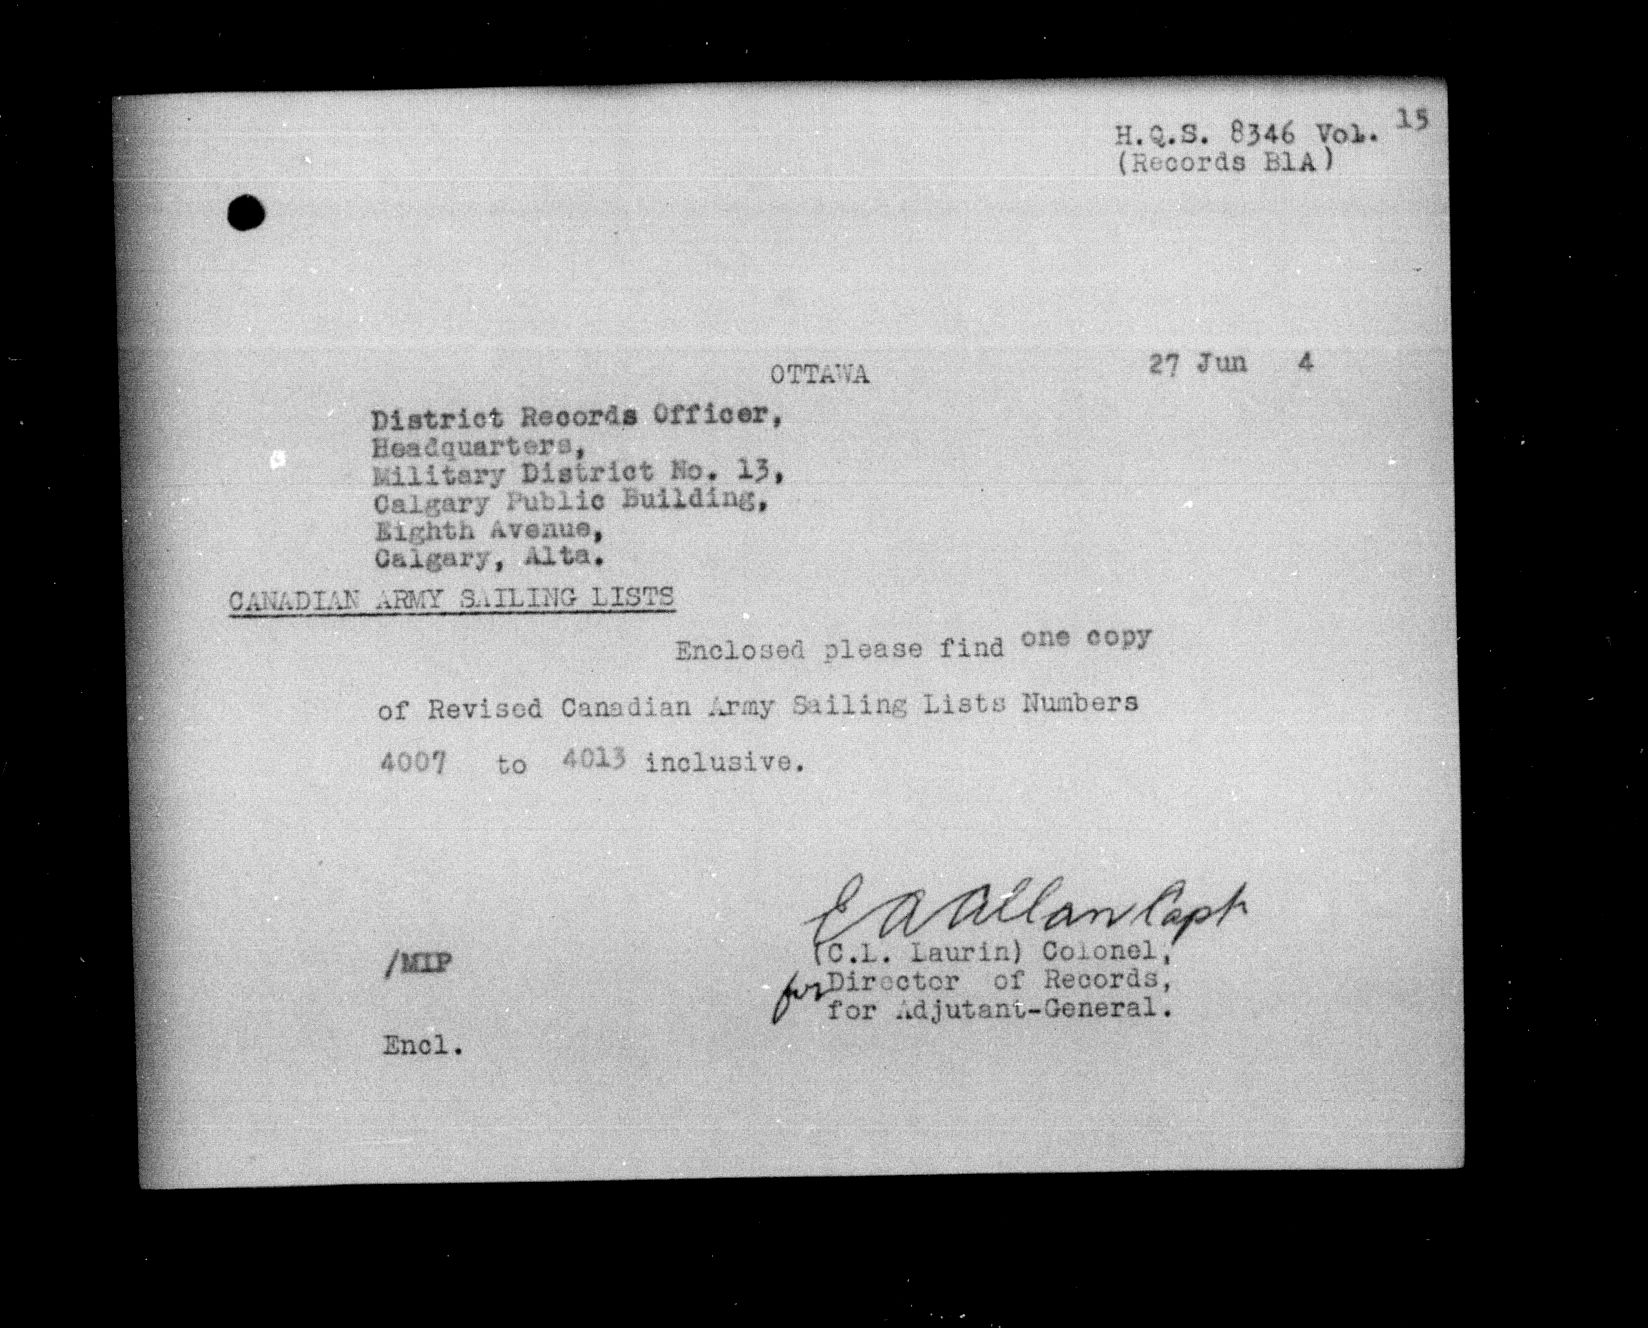 H.Q.S. 8346 Vol. 15
(Records B1A)
OTTAWA 27 Jun 4
District Records Officer,
Headquarters,
Military District No. 13,
Calgary Public Building,
Eighth Avenue,
Calgary, Alta.
CANADIAN ARMY SAILING LISTS
Enclosed please find one copy
of Revised Canadian Army Sailing Lists Numbers
4007 to 4013 inclusive.
E A Allan Capt
/MIP (C.L. Laurin) Colonel,
for Director of Records,
for Adjutant-General.
Encl.